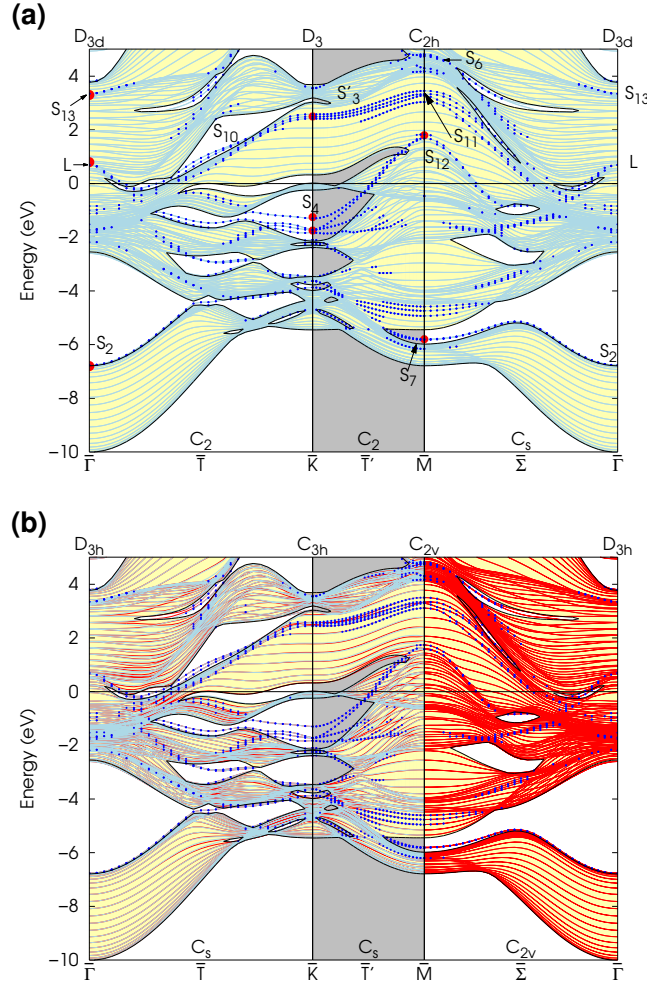 (a)
D3d D3 C2h D3d
4
2
0
−2
−4
−6
−8
−10
Energy (eV)
S13
L
S2
S10
S'3
S4
S6
S11
S12
S7
S13
L
S2
C2 C2 Cs
Γ̄ T̄ K̄ T̄′ M̄ Σ̄ Γ̄
(b)
D3h C3h C2v D3h
4
2
0
−2
−4
−6
−8
−10
Energy (eV)
Cs Cs C2v
Γ̄ T̄ K̄ T̄′ M̄ Σ̄ Γ̄